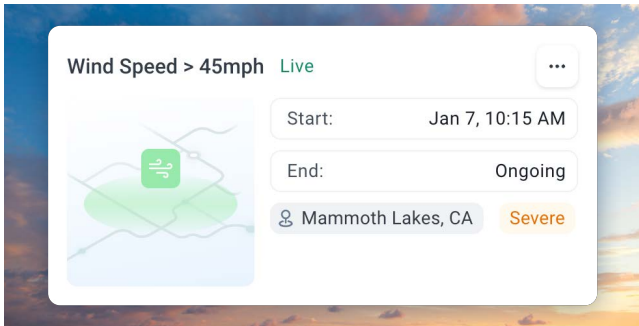 Wind Speed > 45mph Live
Start: Jan 7, 10:15 AM
End: Ongoing
Mammoth Lakes, CA Severe